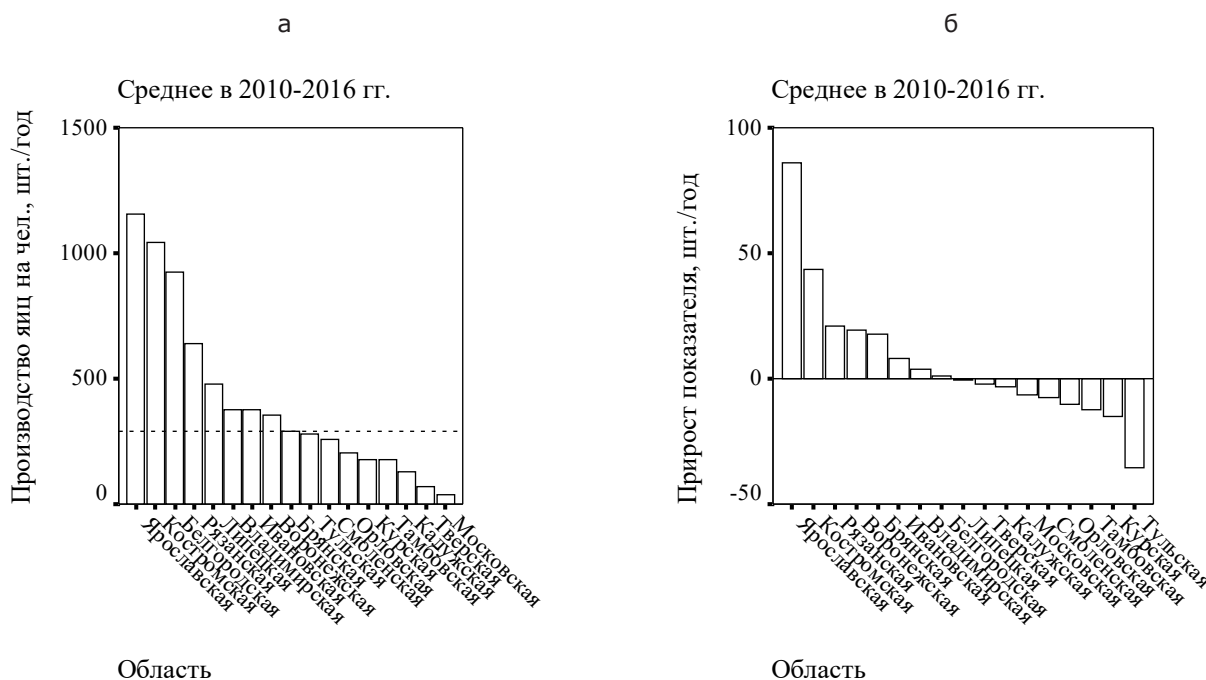 а
Среднее в 2010-2016 гг.
Производство яиц на чел., шт./год
1500
1000
500
0
Ярославская
Костромская
Белгородская
Рязанская
Липецкая
Владимирская
Ивановская
Воронежская
Брянская
Тульская
Смоленская
Орловская
Курская
Тамбовская
Калужская
Тверская
Московская
Область
б
Среднее в 2010-2016 гг.
Прирост показателя, шт./год
100
50
0
-50
Ярославская
Костромская
Рязанская
Воронежская
Брянская
Ивановская
Владимирская
Белгородская
Липецкая
Тверская
Калужская
Московская
Смоленская
Орловская
Тамбовская
Курская
Тульская
Область